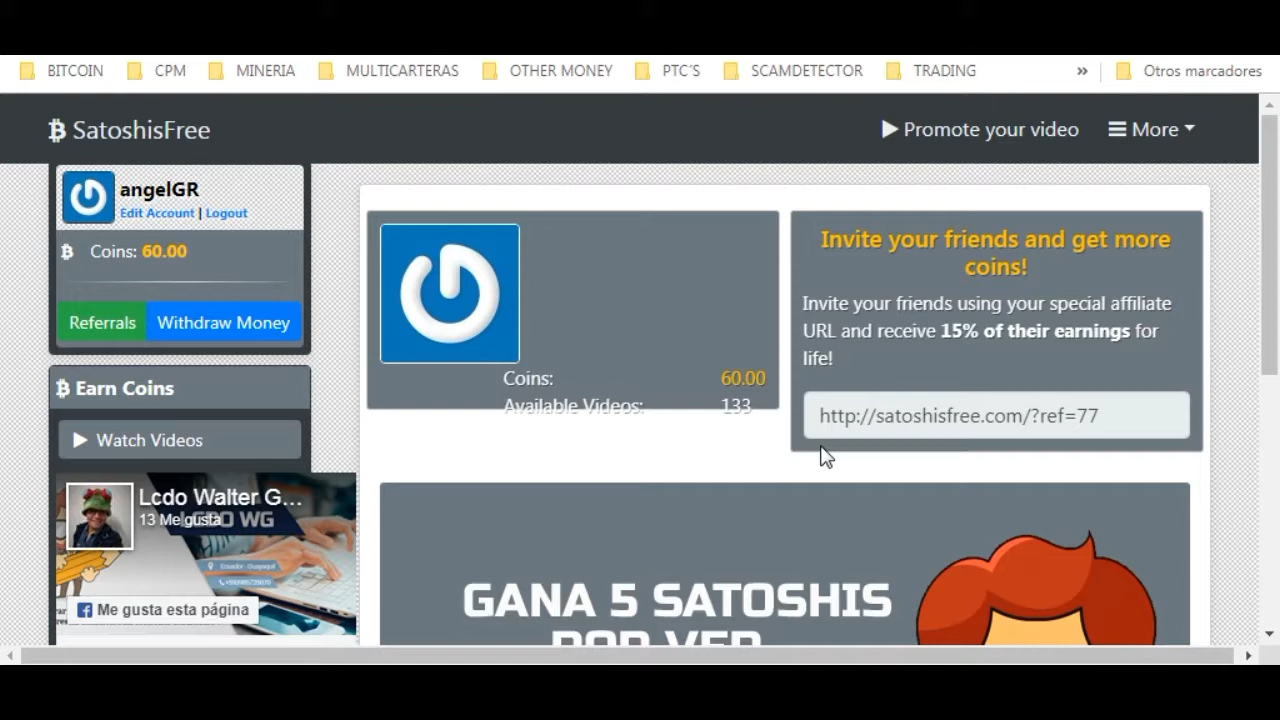 BITCOIN CPM MINERIA MULTICARTERAS OTHER MONEY PTC´S SCAMDETECTOR TRADING » Otros marcadores
SatoshisFree
Promote your video More
angelGR
Edit Account | Logout
Coins: 60.00
Referrals Withdraw Money
Earn Coins
Watch Videos
Lcdo Walter G...
13 Me gusta
WG
Me gusta esta página
Coins: 60.00
Available Videos: 133
Invite your friends and get more
coins!
Invite your friends using your special affiliate
URL and receive 15% of their earnings for
life!
http://satoshisfree.com/?ref=77
GANA 5 SATOSHIS
POR VER